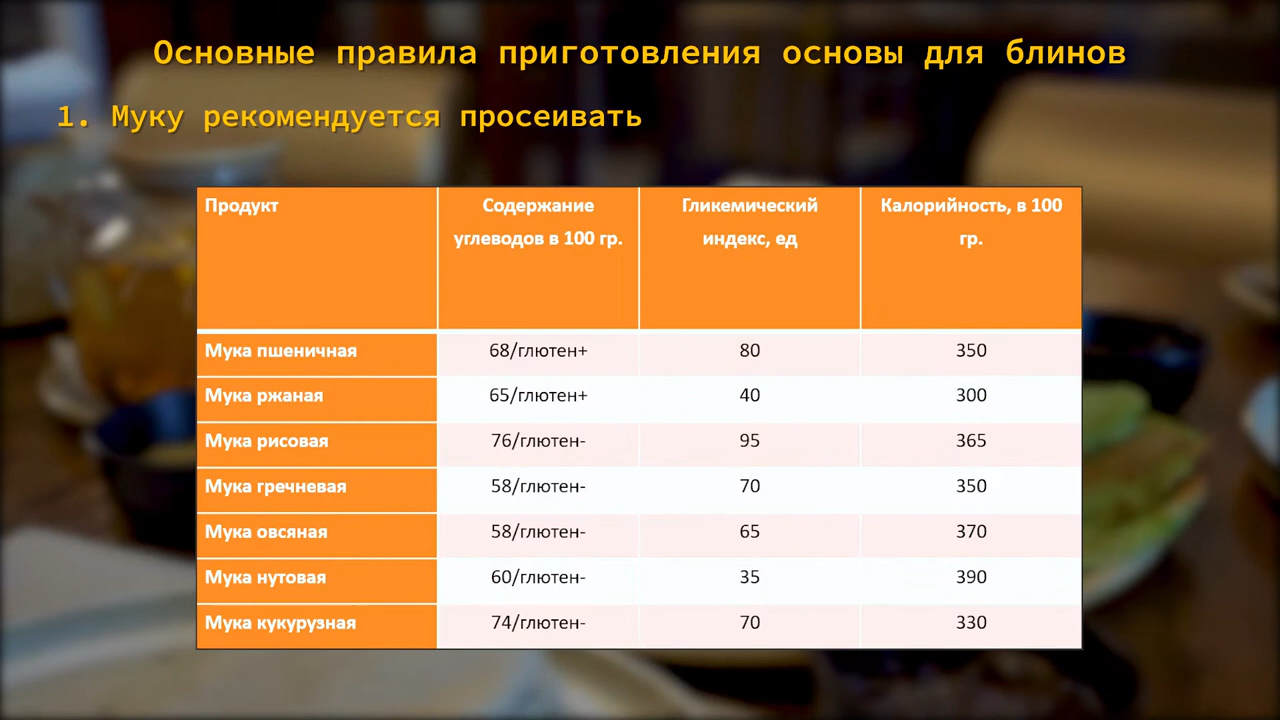 Основные правила приготовления основы для блинов
1. Муку рекомендуется просеивать
Продукт Содержание углеводов в 100 гр. Гликемический индекс, ед Калорийность, в 100 гр.
Мука пшеничная 68/глютен+ 80 350
Мука ржаная 65/глютен+ 40 300
Мука рисовая 76/глютен- 95 365
Мука гречневая 58/глютен- 70 350
Мука овсяная 58/глютен- 65 370
Мука нутовая 60/глютен- 35 390
Мука кукурузная 74/глютен- 70 330